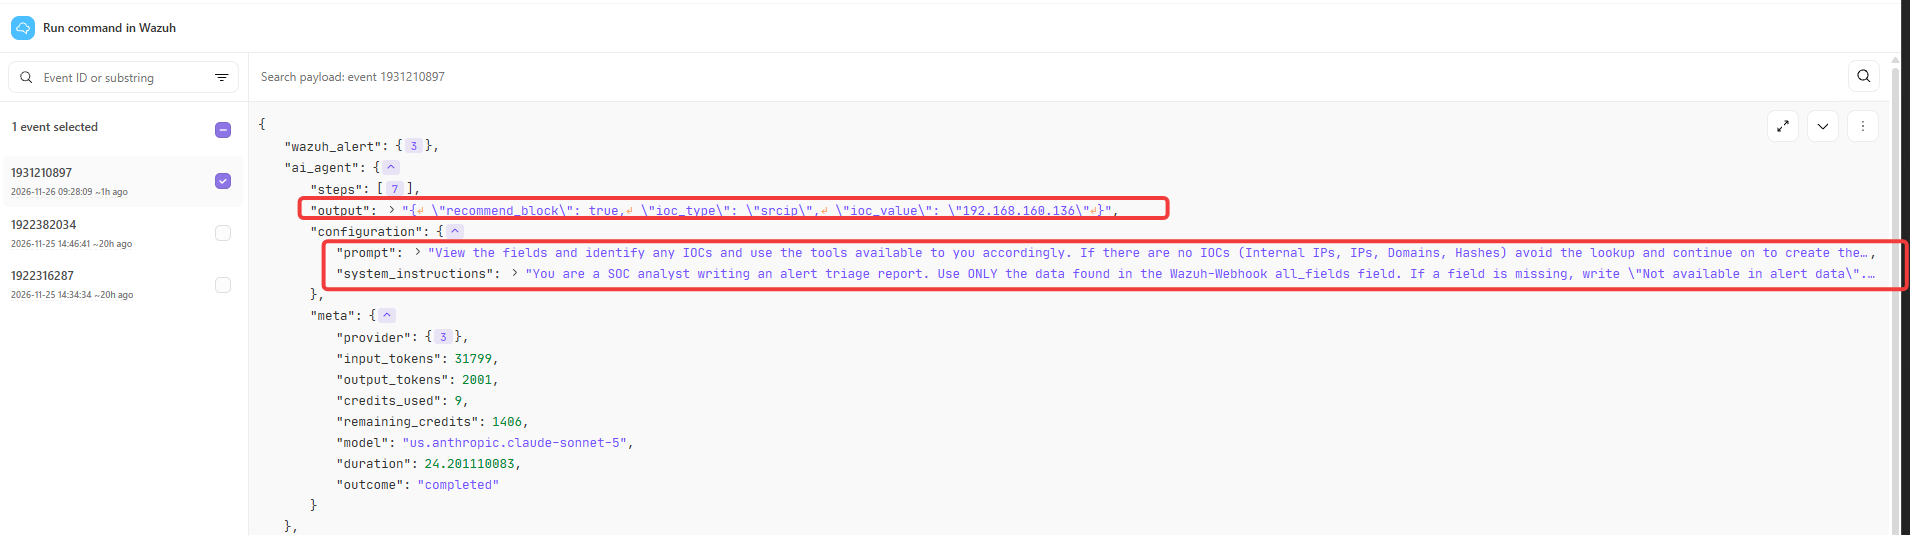 Run command in Wazuh
Event ID or substring
Search payload: event 1931210897
1 event selected
1931210897
2026-11-26 09:28:09 ~1h ago
1922382034
2026-11-25 14:46:41 ~20h ago
1922316287
2026-11-25 14:34:34 ~20h ago
{
"wazuh_alert": { 3 },
"ai_agent": {
"steps": [ 7 ],
"output": > "{↵ \"recommend_block\": true,↵ \"ioc_type\": \"srcip\",↵ \"ioc_value\": \"192.168.160.136\"↵}",
"configuration": {
"prompt": > "View the fields and identify any IOCs and use the tools available to you accordingly. If there are no IOCs (Internal IPs, IPs, Domains, Hashes) avoid the lookup and continue on to create the…,
"system_instructions": > "You are a SOC analyst writing an alert triage report. Use ONLY the data found in the Wazuh-Webhook all_fields field. If a field is missing, write \"Not available in alert data\".…
},
"meta": {
"provider": { 3 },
"input_tokens": 31799,
"output_tokens": 2001,
"credits_used": 9,
"remaining_credits": 1406,
"model": "us.anthropic.claude-sonnet-5",
"duration": 24.201110083,
"outcome": "completed"
}
},